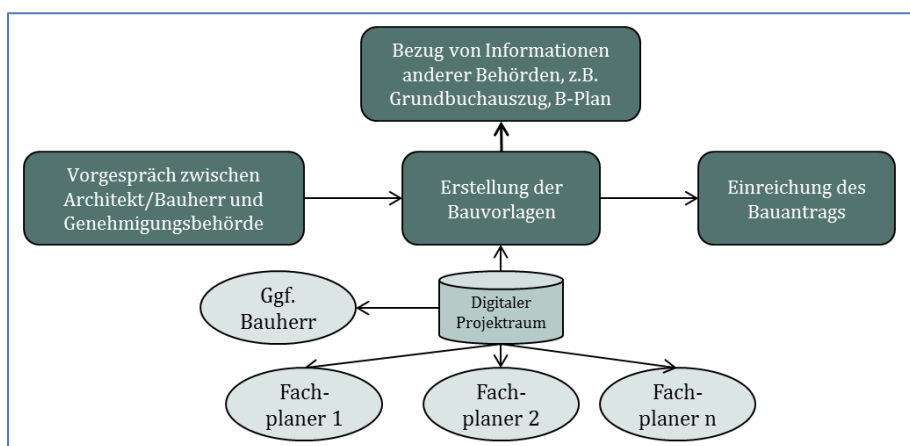 Bezug von Informationen
anderer Behörden, z.B.
Grundbuchauszug, B-Plan
Vorgespräch zwischen
Architekt/Bauherr und
Genehmigungsbehörde
Erstellung der
Bauvorlagen
Einreichung des
Bauantrags
Ggf.
Bauherr
Digitaler
Projektraum
Fach-
planer 1
Fach-
planer 2
Fach-
planer n